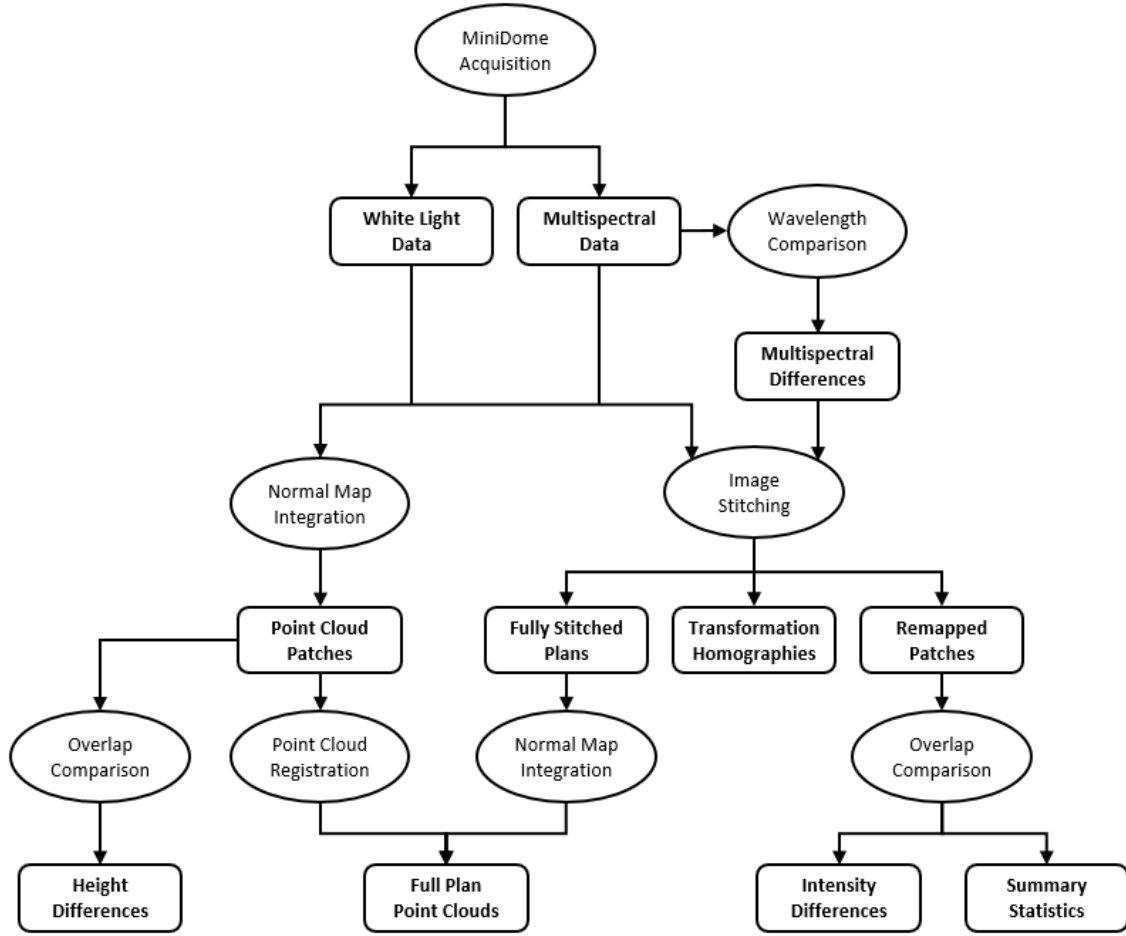 MiniDome
Acquisition
White Light
Data
Multispectral
Data
Wavelength
Comparison
Multispectral
Differences
Normal Map
Integration
Image
Stitching
Point Cloud
Patches
Fully Stitched
Plans
Transformation
Homographies
Remapped
Patches
Overlap
Comparison
Point Cloud
Registration
Normal Map
Integration
Overlap
Comparison
Height
Differences
Full Plan
Point Clouds
Intensity
Differences
Summary
Statistics